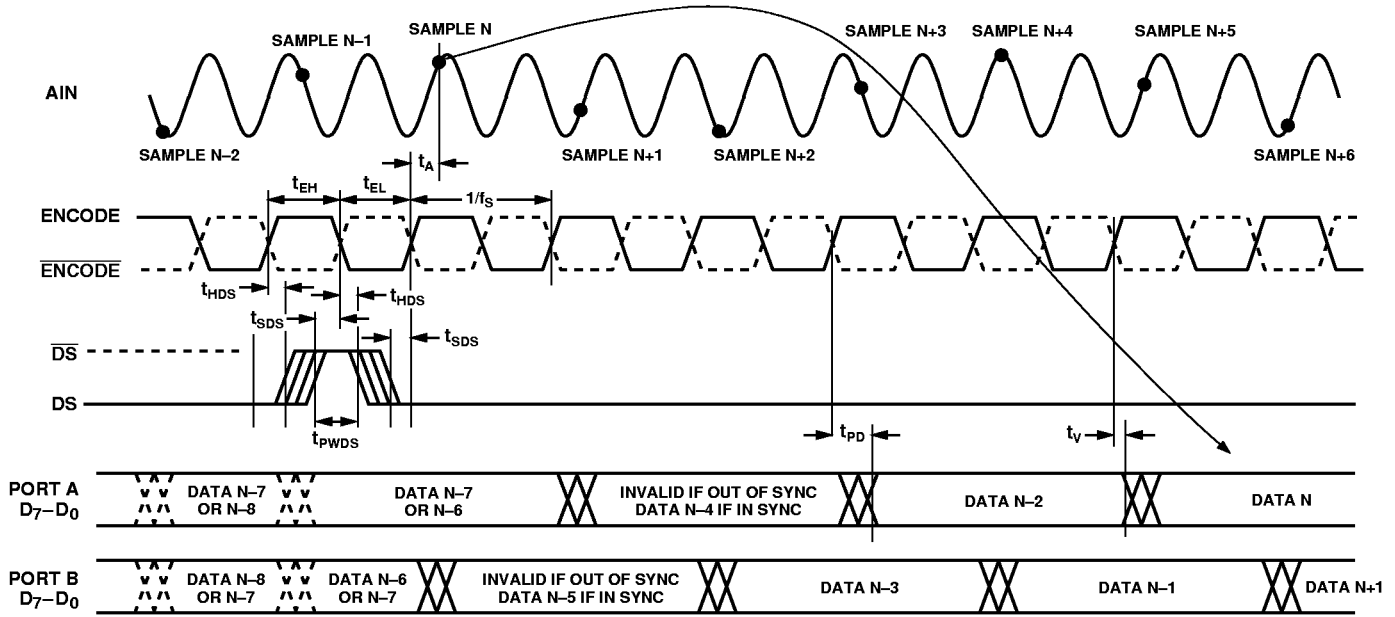 SAMPLE N–1
SAMPLE N
SAMPLE N+3
SAMPLE N+4
SAMPLE N+5
AIN
SAMPLE N–2
tA
SAMPLE N+1
SAMPLE N+2
SAMPLE N+6
tEH
tEL
1/fS
ENCODE
ENCODE
tHDS
tHDS
tSDS
tSDS
DS
DS
tPWDS
tPD
tV
PORT A
D7–D0
DATA N–7
OR N–8
DATA N–7
OR N–6
INVALID IF OUT OF SYNC
DATA N–4 IF IN SYNC
DATA N–2
DATA N
PORT B
D7–D0
DATA N–8
OR N–7
DATA N–6
OR N–7
INVALID IF OUT OF SYNC
DATA N–5 IF IN SYNC
DATA N–3
DATA N–1
DATA N+1